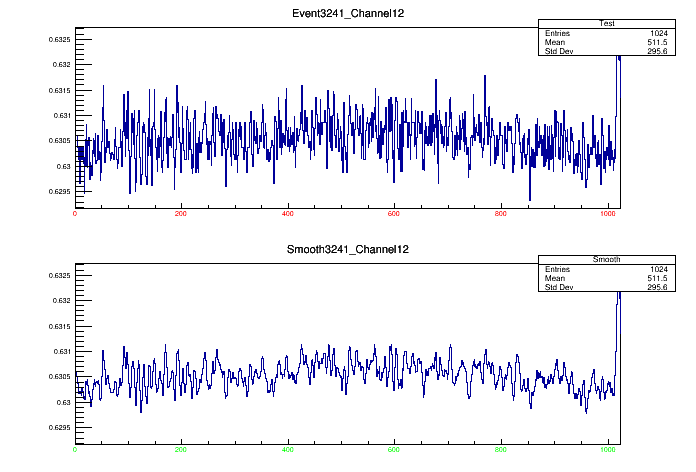 Event3241_Channel12
Test
Entries 1024
Mean 511.5
Std Dev 295.6
0.6325
0.632
0.6315
0.631
0.6305
0.63
0.6295
0 200 400 600 800 1000
Smooth3241_Channel12
Smooth
Entries 1024
Mean 511.5
Std Dev 295.6
0.6325
0.632
0.6315
0.631
0.6305
0.63
0.6295
0 200 400 600 800 1000